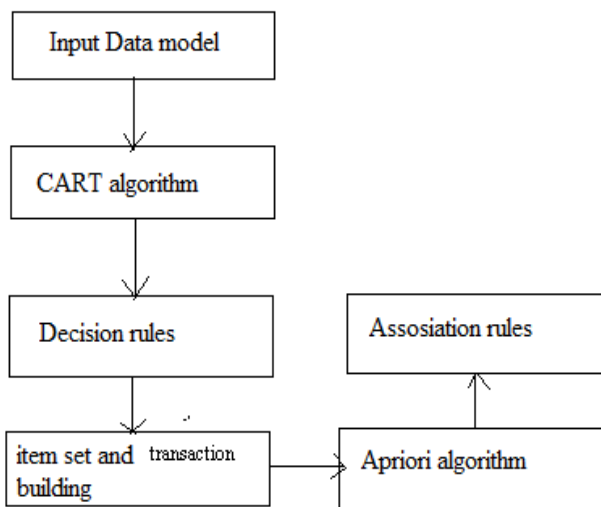 Input Data model
CART algorithm
Decision rules
Assosiation rules
item set and transaction
building
Apriori algorithm